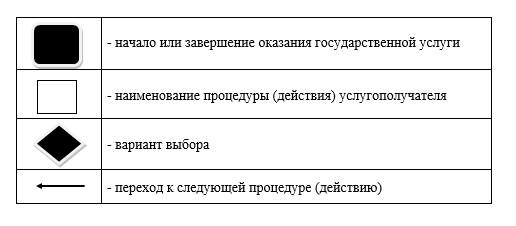 - начало или завершение оказания государственной услуги
- наименование процедуры (действия) услугополучателя
- вариант выбора
- переход к следующей процедуре (действию)